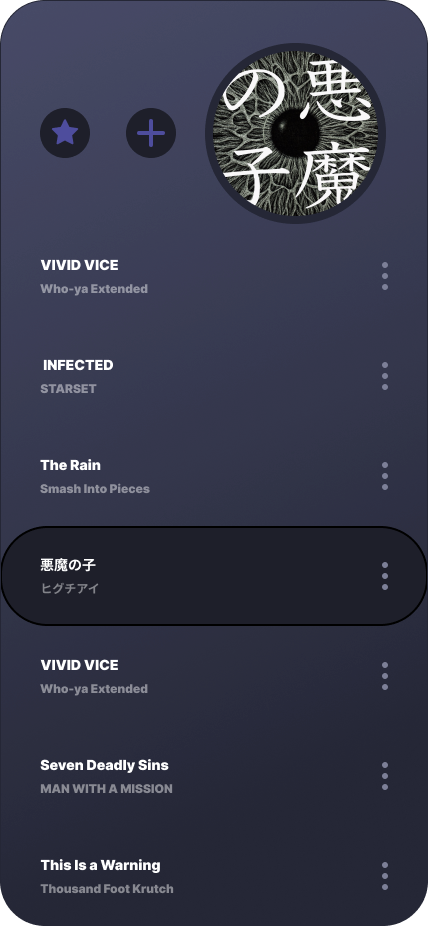 悪魔
の子
VIVID VICE
Who-ya Extended
INFECTED
STARSET
The Rain
Smash Into Pieces
悪魔の子
ヒグチアイ
VIVID VICE
Who-ya Extended
Seven Deadly Sins
MAN WITH A MISSION
This Is a Warning
Thousand Foot Krutch